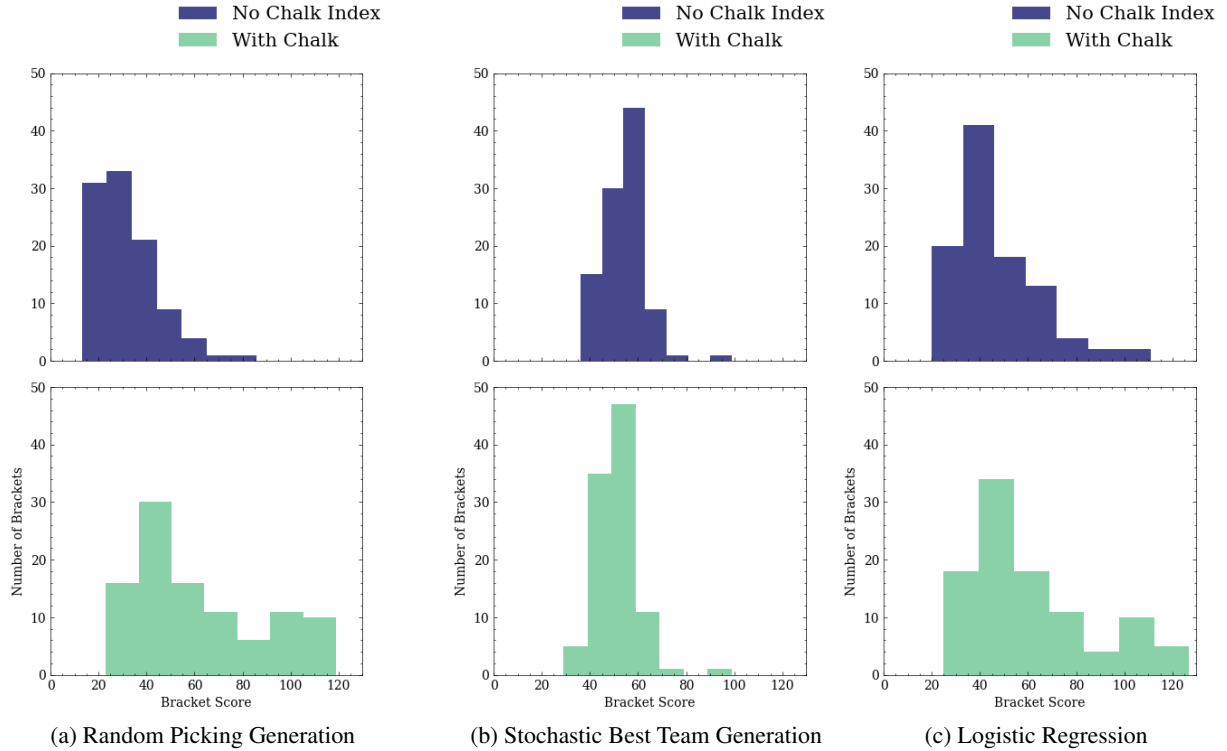 No Chalk Index
With Chalk
No Chalk Index
With Chalk
No Chalk Index
With Chalk
50
40
30
20
10
0
50
40
30
20
10
0
50
40
30
20
10
0
Number of Brackets
50
40
30
20
10
0
0 20 40 60 80 100 120
Bracket Score
Number of Brackets
50
40
30
20
10
0
0 20 40 60 80 100 120
Bracket Score
Number of Brackets
50
40
30
20
10
0
0 20 40 60 80 100 120
Bracket Score
(a) Random Picking Generation
(b) Stochastic Best Team Generation
(c) Logistic Regression